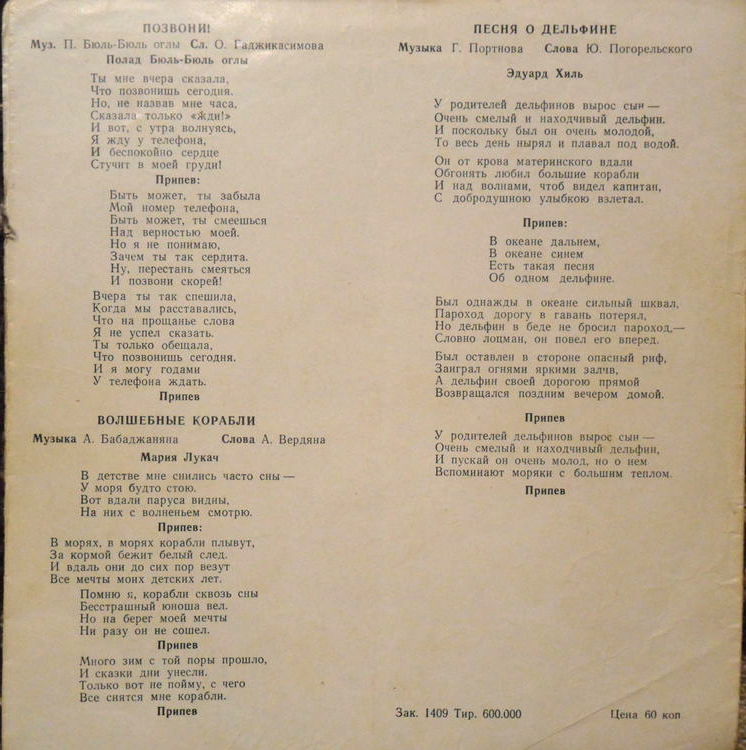 ПОЗВОНИ!
Муз. П. Бюль-Бюль оглы Сл. О. Гаджикасимова
Полад Бюль-Бюль оглы
Ты мне вчера сказала,
Что позвонишь сегодня.
Но, не назвав мне часа,
Сказала только «Жди!»
И вот, с утра волнуясь,
Я жду у телефона,
И беспокойно сердце
Стучит в моей груди!
Припев:
Быть может, ты забыла
Мой номер телефона,
Быть может, ты смеешься
Над верностью моей.
Но я не понимаю,
Зачем ты так сердита.
Ну, перестань смеяться
И позвони скорей!
Вчера ты так спешила,
Когда мы расставались,
Что на прощанье слова
Я не успел сказать.
Ты только обещала,
Что позвонишь сегодня.
И я могу годами
У телефона ждать.
Припев
ВОЛШЕБНЫЕ КОРАБЛИ
Музыка А. Бабаджаняна Слова А. Вердяна
Мария Лукач
В детстве мне снились часто сны —
У моря будто стою.
Вот вдали паруса видны,
На них с волненьем смотрю.
Припев:
В морях, в морях корабли плывут,
За кормой бежит белый след.
И вдаль они до сих пор везут
Все мечты моих детских лет.
Помню я, корабли сквозь сны
Бесстрашный юноша вел.
Но на берег моей мечты
Ни разу он не сошел.
Припев
Много зим с той поры прошло,
И сказки дни унесли.
Только вот не пойму, с чего
Все снятся мне корабли.
Припев
ПЕСНЯ О ДЕЛЬФИНЕ
Музыка Г. Портнова Слова Ю. Погорельского
Эдуард Хиль
У родителей дельфинов вырос сын —
Очень смелый и находчивый дельфин.
И поскольку был он очень молодой,
То весь день нырял и плавал под водой.
Он от крова материнского вдали
Обгонять любил большие корабли
И над волнами, чтоб видел капитан,
С добродушною улыбкою взлетал.
Припев:
В океане дальнем,
В океане синем
Есть такая песня
Об одном дельфине.
Был однажды в океане сильный шквал,
Пароход дорогу в гавань потерял,
Но дельфин в беде не бросил пароход,—
Словно лоцман, он повел его вперед.
Был оставлен в стороне опасный риф,
Заиграл огнями яркими залив,
А дельфин своей дорогою прямой
Возвращался поздним вечером домой.
Припев
У родителей дельфинов вырос сын —
Очень смелый и находчивый дельфин,
И пускай он очень молод, но о нем
Вспоминают моряки с большим теплом.
Припев
Зак. 1409 Тир. 600.000 Цена 60 коп.